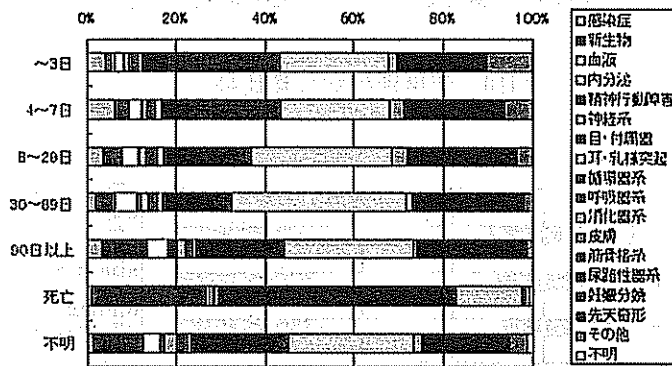 0% 20% 40% 60% 80% 100%
~3日
4~7日
8~29日
30~89日
90日以上
死亡
不明
感染症
新生物
血液
内分泌
精神行動障害
神経系
目・付属器
耳・乳様突起
循環器系
呼吸器系
消化器系
皮膚
筋骨格系
尿路性器系
妊娠分娩
先天奇形
その他
不明